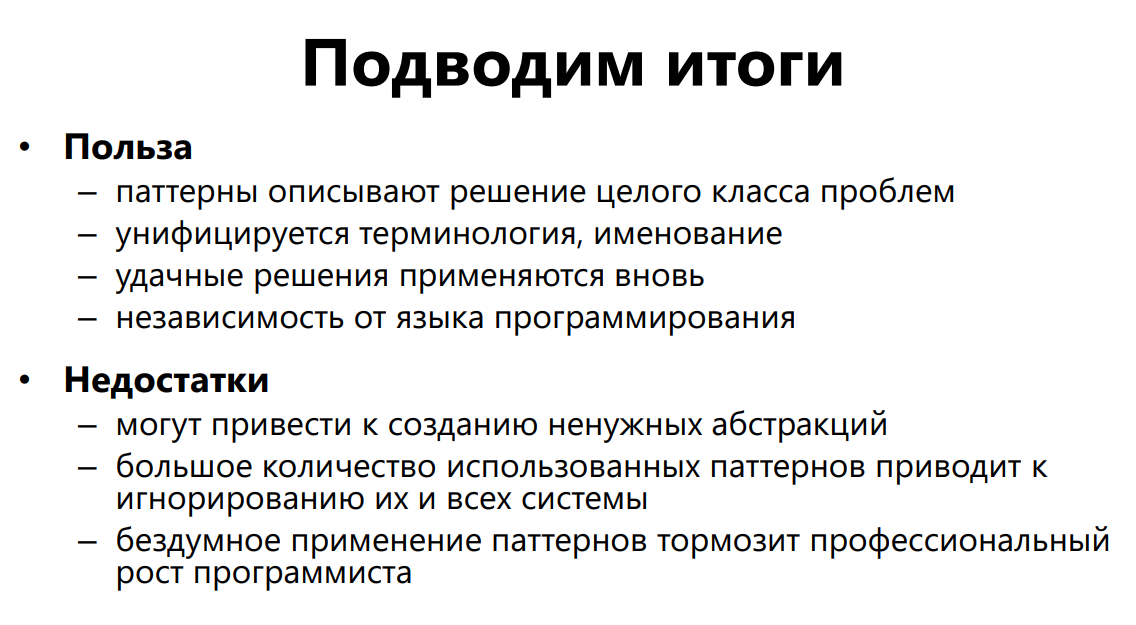 Подводим итоги
• Польза
– паттерны описывают решение целого класса проблем
– унифицируется терминология, именование
– удачные решения применяются вновь
– независимость от языка программирования
• Недостатки
– могут привести к созданию ненужных абстракций
– большое количество использованных паттернов приводит к
игнорированию их и всех системы
– бездумное применение паттернов тормозит профессиональный
рост программиста